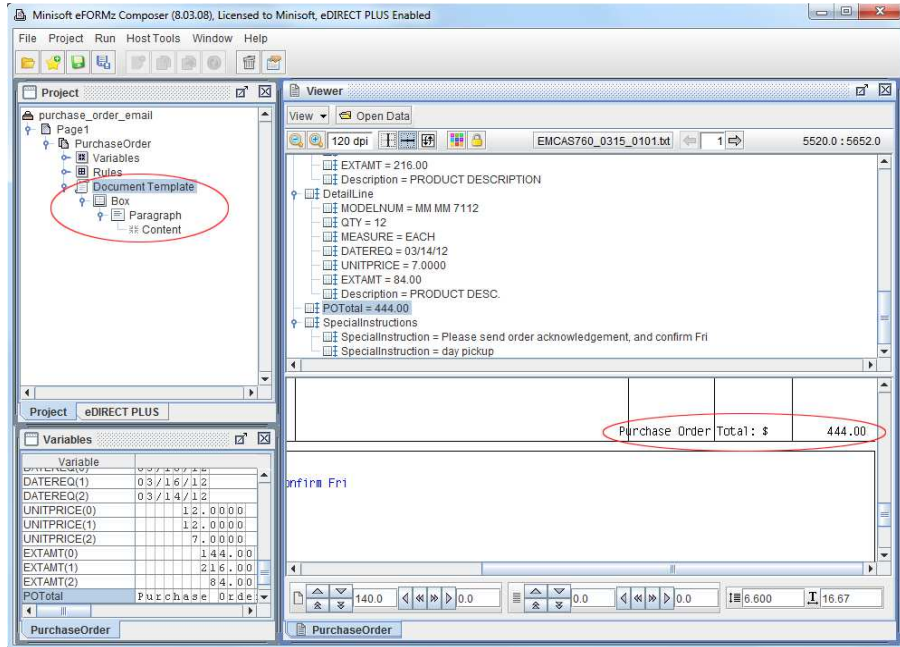 Minisoft eFORMz Composer (8.03.08), Licensed to Minisoft, eDIRECT PLUS Enabled
File Project Run Host Tools Window Help
Project
purchase_order_email
Page1
PurchaseOrder
Variables
Rules
Document Template
Box
Paragraph
Content
Project eDIRECT PLUS
Variables
Variable
DATEREQ(1) 03/16/12
DATEREQ(2) 03/14/12
UNITPRICE(0) 12.0000
UNITPRICE(1) 12.0000
UNITPRICE(2) 7.0000
EXTAMT(0) 144.00
EXTAMT(1) 216.00
EXTAMT(2) 84.00
POTotal Purchase Orde
PurchaseOrder
Viewer
View Open Data
120 dpi EMCAS760_0315_0101.txt 1 5520.0 : 5652.0
EXTAMT = 216.00
Description = PRODUCT DESCRIPTION
DetailLine
MODELNUM = MM MM 7112
QTY = 12
MEASURE = EACH
DATEREQ = 03/14/12
UNITPRICE = 7.0000
EXTAMT = 84.00
Description = PRODUCT DESC.
POTotal = 444.00
SpecialInstructions
SpecialInstruction = Please send order acknowledgement, and confirm Fri
SpecialInstruction = day pickup
Purchase Order Total: $ 444.00
onfirm Fri
140.0 0.0 0.0 0.0 6.600 16.67
PurchaseOrder